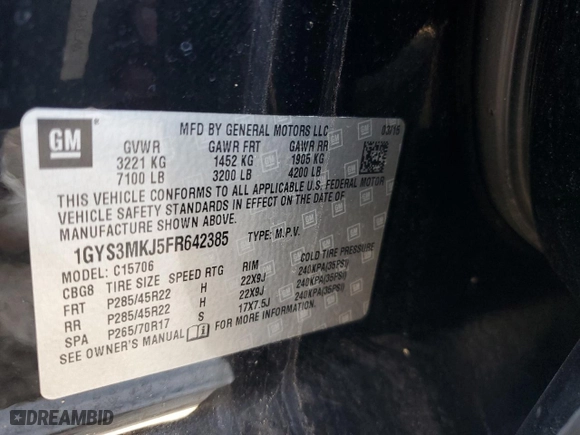 GM
MFD BY GENERAL MOTORS LLC 03/15
GVWR GAWR FRT GAWR RR
3221 KG 1452 KG 1905 KG
7100 LB 3200 LB 4200 LB
THIS VEHICLE CONFORMS TO ALL APPLICABLE U.S. FEDERAL MOTOR
VEHICLE SAFETY STANDARDS IN EFFECT ON THE DATE OF
MANUFACTURE SHOWN ABOVE.
1GYS3MKJ5FR642385 TYPE: M.P.V.
MODEL: C15706
CBG8 TIRE SIZE SPEED RTG RIM COLD TIRE PRESSURE
FRT P285/45R22 H 22X9J 240KPA(35PSI)
RR P285/45R22 H 22X9J 240KPA(35PSI)
SPA P265/70R17 S 17X7.5J 240KPA(35PSI)
SEE OWNER'S MANUAL FOR MORE INFORMATION.
DREAMBID